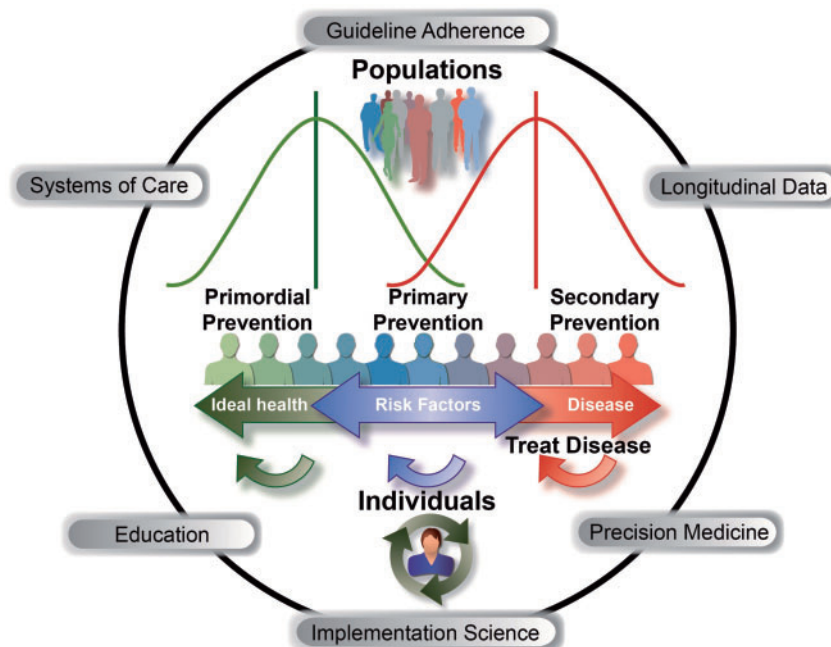 Guideline Adherence
Populations
Systems of Care
Longitudinal Data
Primordial
Prevention
Primary
Prevention
Secondary
Prevention
Ideal health
Risk Factors
Disease
Treat Disease
Individuals
Education
Precision Medicine
Implementation Science